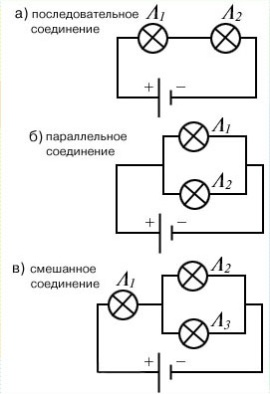 а) последовательное
соединение
Л1 Л2
+ −
б) параллельное
соединение
Л1
Л2
+ −
в) смешанное
соединение
Л1
Л2
Л3
+ −